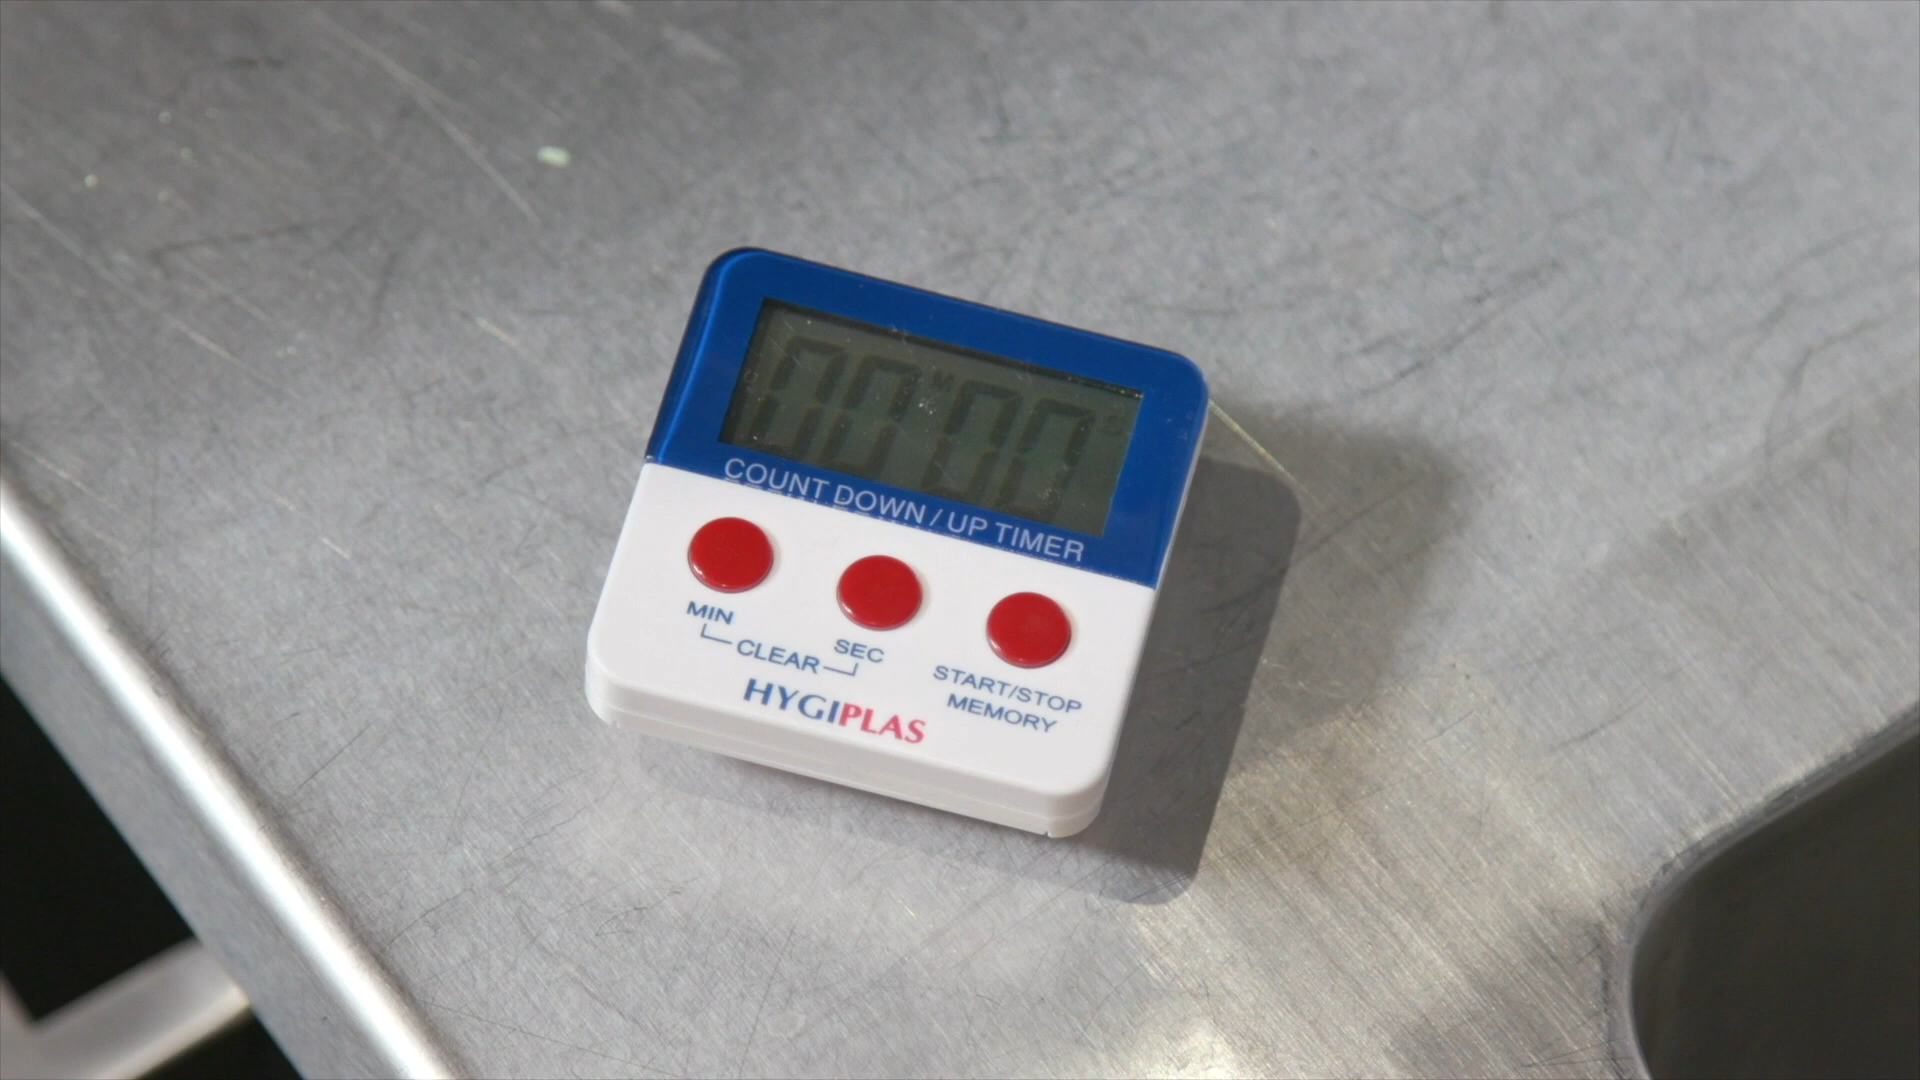 00 M 00 S
COUNT DOWN / UP TIMER
MIN
SEC
CLEAR
START/STOP
MEMORY
HYGIPLAS